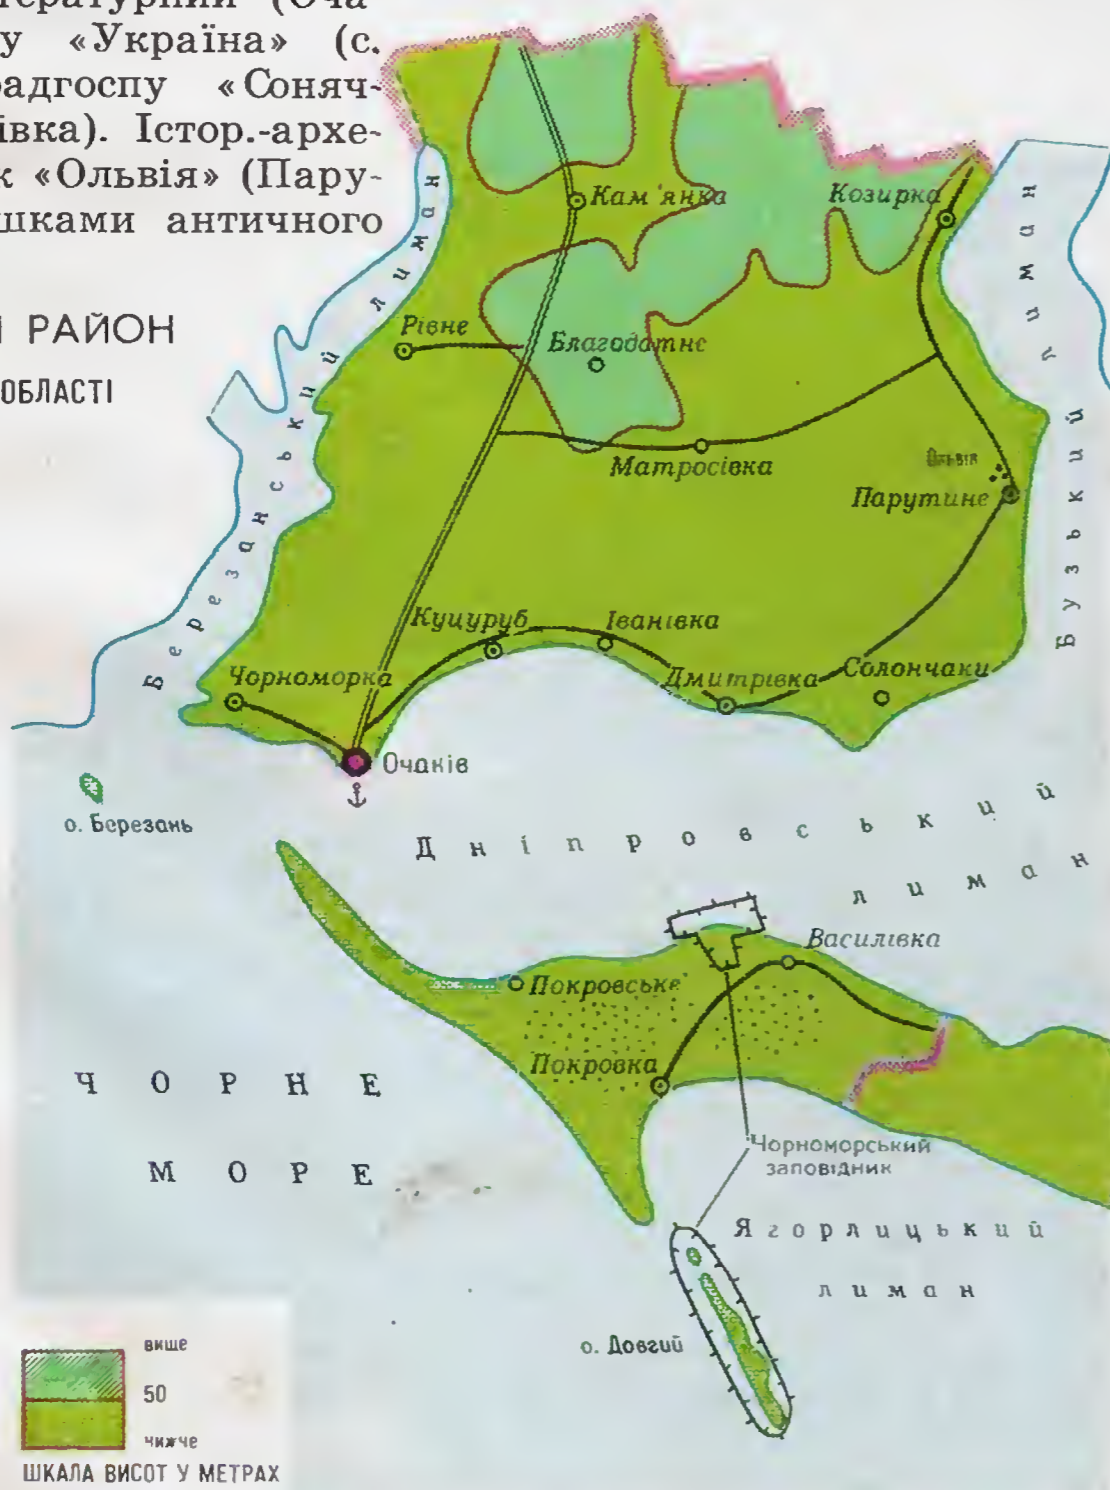 тературний (Оча-
у «Україна» (с.
радгоспу «Соняч-
івка). Істор.-архе-
к «Ольвія» (Пару-
шками античного
РАЙОН
ОБЛАСТІ
Кам'янка
Козирка
Рівне
Благодатне
Матросівка
Ольвія
Парутине
Березанський лиман
Бузький лиман
Куцуруб
Іванівка
Чорноморка
Дмитрівка
Солончаки
Очаків
о. Березань
Дніпровський
лиман
Василівка
Покровське
Покровка
ЧОРНЕ
МОРЕ
Чорноморський
заповідник
Ягорлицький
лиман
о. Довгий
вище
50
нижче
ШКАЛА ВИСОТ У МЕТРАХ